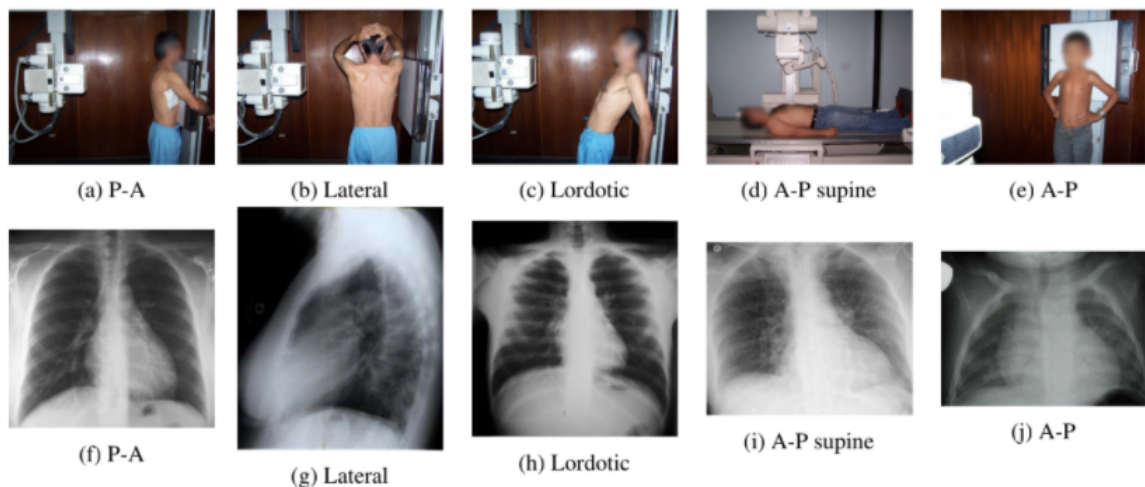 (a) P-A
(b) Lateral
(c) Lordotic
(d) A-P supine
(e) A-P
(f) P-A
(g) Lateral
(h) Lordotic
(i) A-P supine
(j) A-P